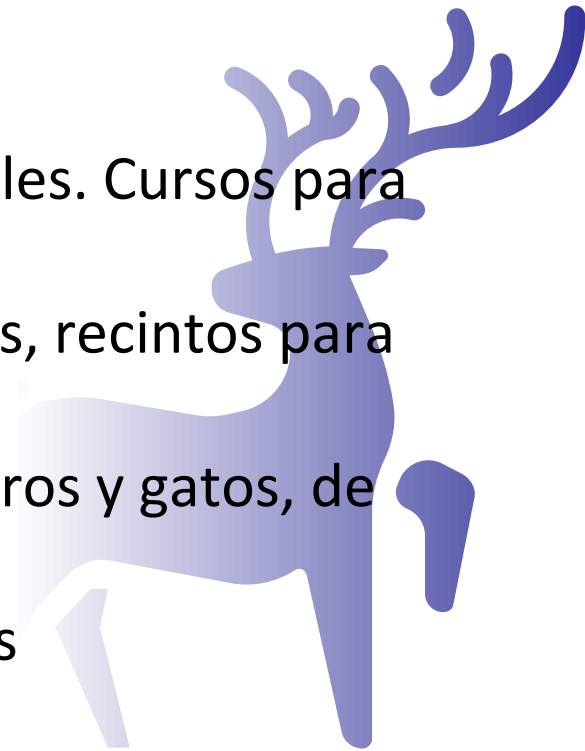 les. Cursos para
s, recintos para
ros y gatos, de
s